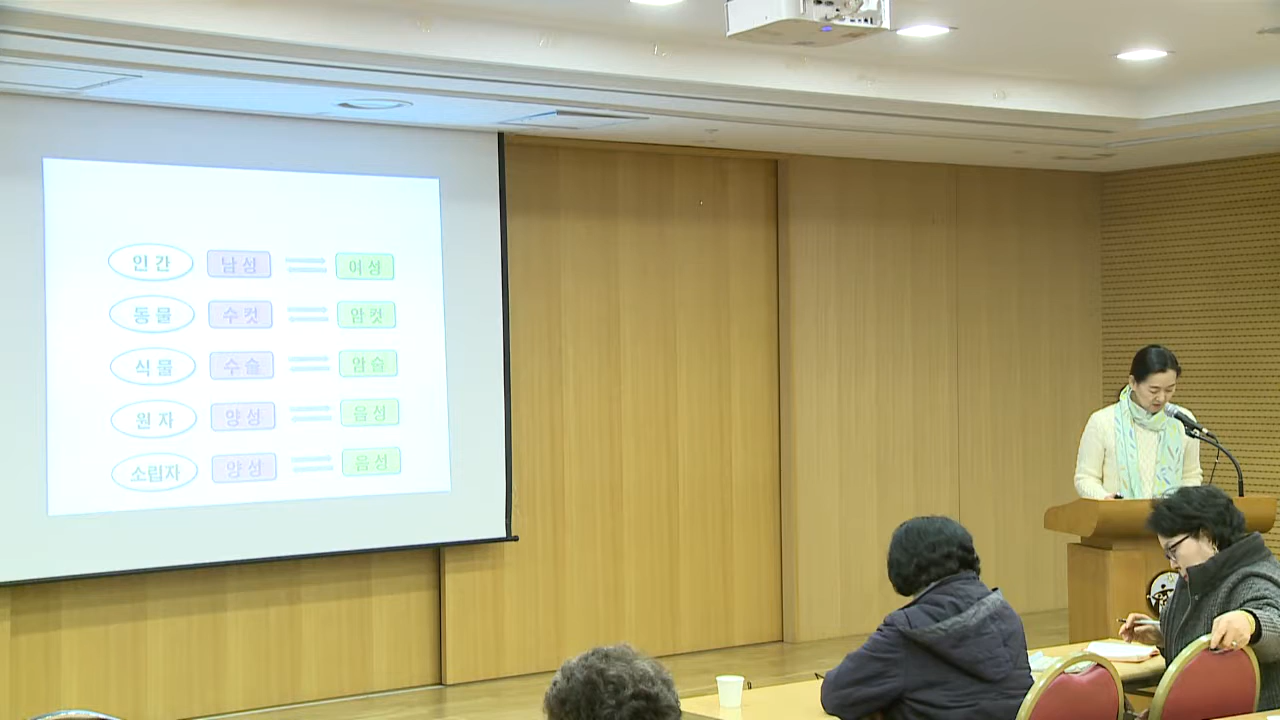 인간 남성 여성
동물 수컷 암컷
식물 수술 암술
원자 양성 음성
소립자 양성 음성